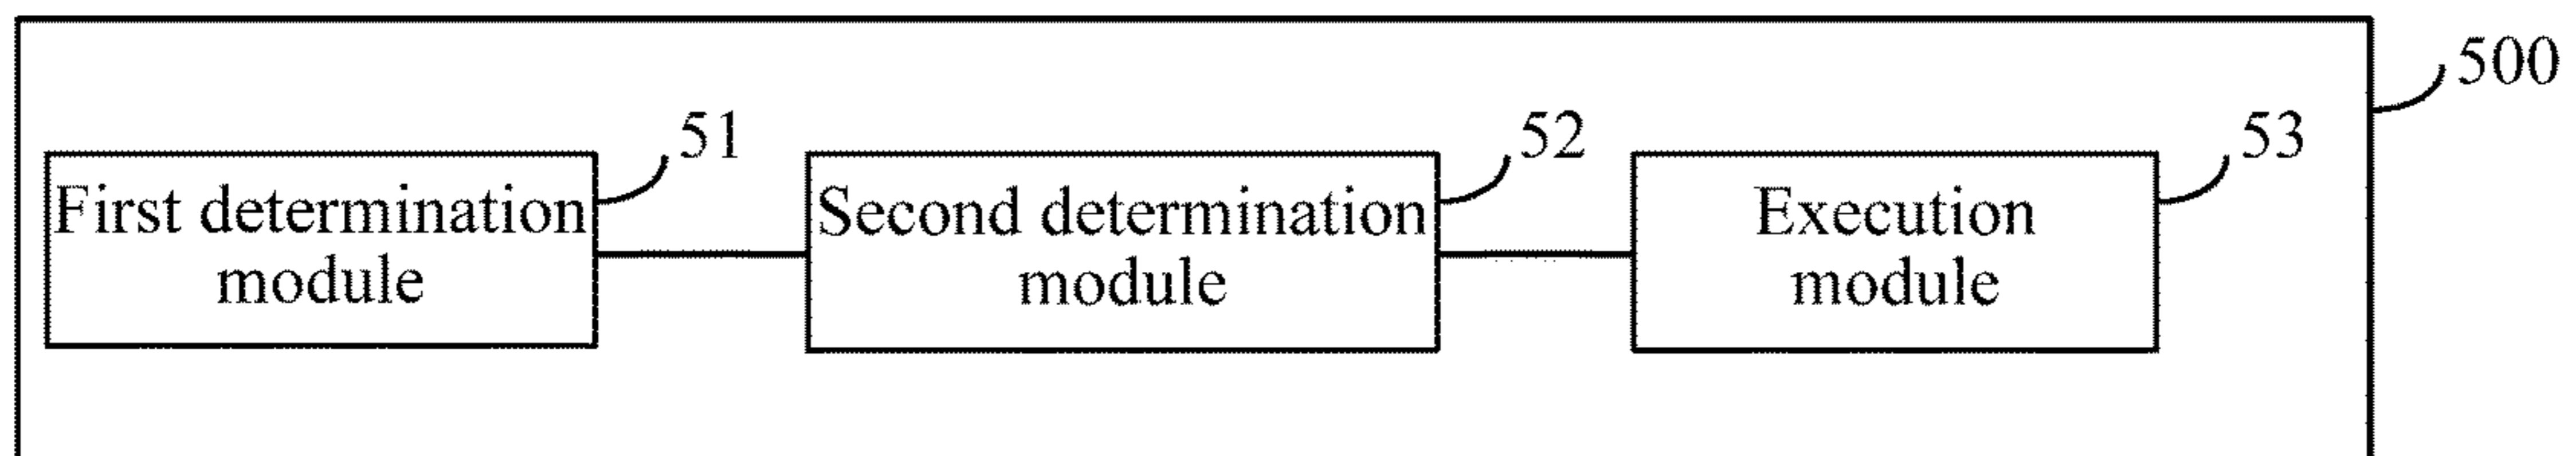 500
51
52
53
First determination
module
Second determination
module
Execution
module